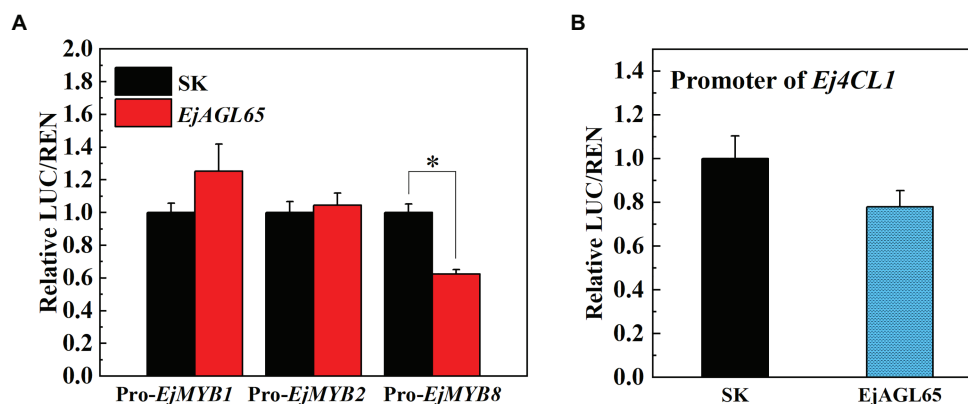 A
Relative LUC/REN
2.0
1.8
1.6
1.4
1.2
1.0
0.8
0.6
0.4
0.2
0.0
SK
EjAGL65
*
Pro-EjMYB1 Pro-EjMYB2 Pro-EjMYB8
B
Relative LUC/REN
1.4
1.2
1.0
0.8
0.6
0.4
0.2
0.0
Promoter of Ej4CL1
SK EjAGL65